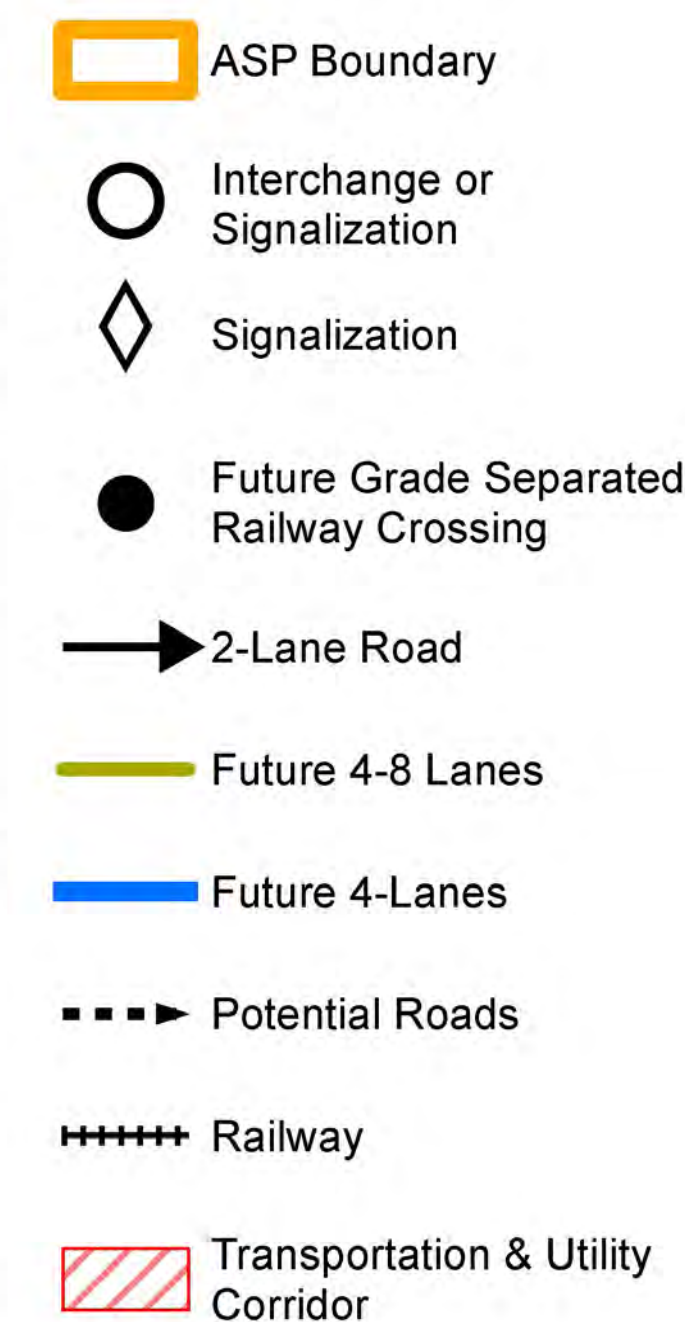 ASP Boundary
Interchange or
Signalization
Signalization
Future Grade Separated
Railway Crossing
2-Lane Road
Future 4-8 Lanes
Future 4-Lanes
Potential Roads
Railway
Transportation & Utility
Corridor